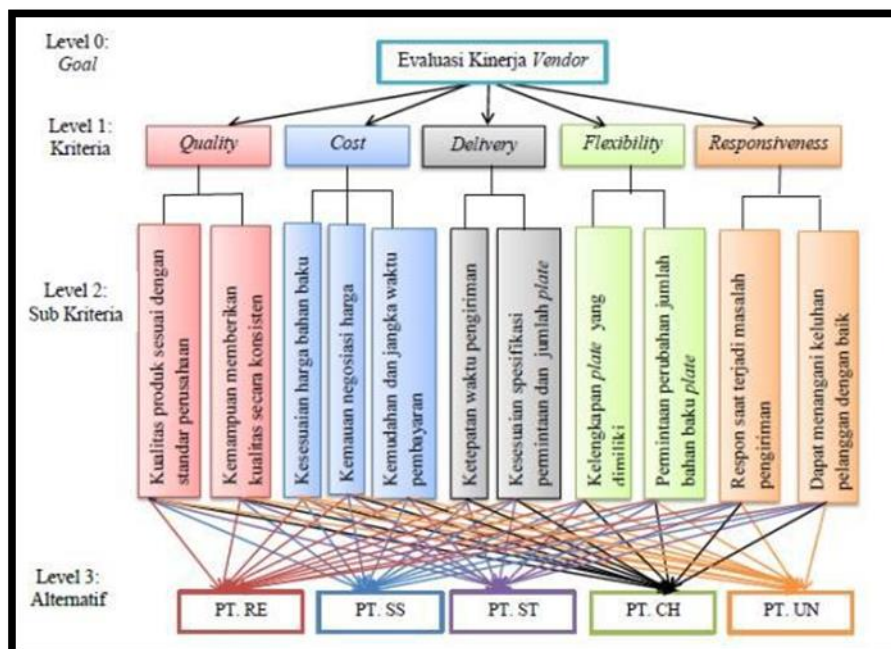 Level 0:
Goal
Evaluasi Kinerja Vendor
Level 1:
Kriteria
Quality
Cost
Delivery
Flexibility
Responsiveness
Level 2:
Sub Kriteria
Kualitas produk sesuai dengan
standar perusahaan
Kemampuan memberikan
kualitas secara konsisten
Kesesuaian harga bahan baku
Kemauan negosiasi harga
Kemudahan dan jangka waktu
pembayaran
Ketepatan waktu pengiriman
Kesesuaian spesifikasi
permintaan dan jumlah plate
Kelengkapan plate yang
dimiliki
Permintaan perubahan jumlah
bahan baku plate
Respon saat terjadi masalah
pengiriman
Dapat menangani keluhan
pelanggan dengan baik
Level 3:
Alternatif
PT. RE
PT. SS
PT. ST
PT. CH
PT. UN